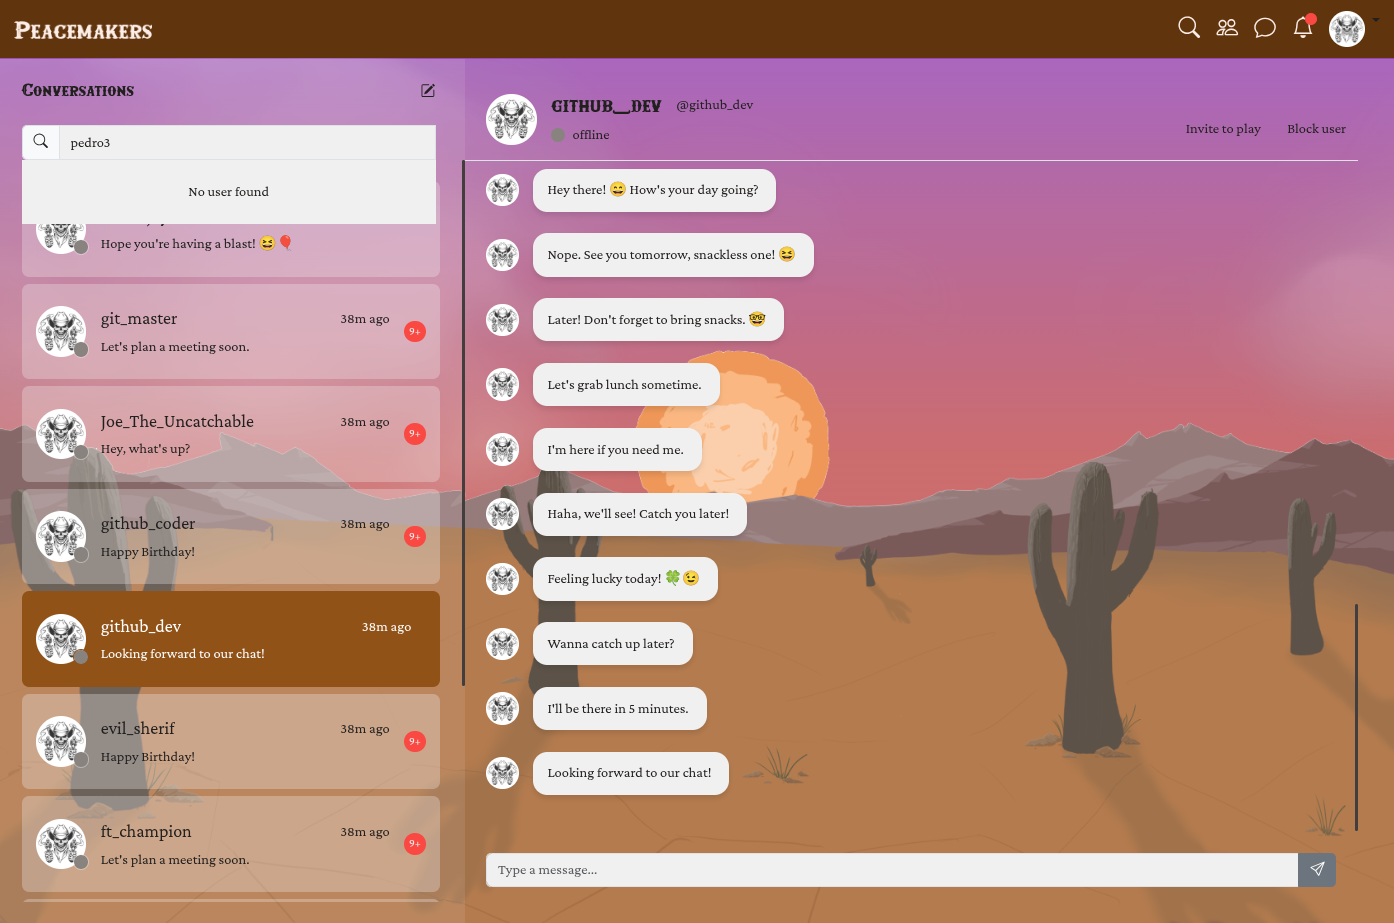 Peacemakers
Conversations
pedro3
No user found
Hope you're having a blast! 😆🎈
git_master 38m ago
Let's plan a meeting soon. 9+
Joe_The_Uncatchable 38m ago
Hey, what's up? 9+
github_coder 38m ago
Happy Birthday! 9+
github_dev 38m ago
Looking forward to our chat!
evil_sherif 38m ago
Happy Birthday! 9+
ft_champion 38m ago
Let's plan a meeting soon. 9+
github_dev @github_dev
offline
Invite to play Block user
Hey there! 😄 How's your day going?
Nope. See you tomorrow, snackless one! 😆
Later! Don't forget to bring snacks. 🤓
Let's grab lunch sometime.
I'm here if you need me.
Haha, we'll see! Catch you later!
Feeling lucky today! 🍀😉
Wanna catch up later?
I'll be there in 5 minutes.
Looking forward to our chat!
Type a message...